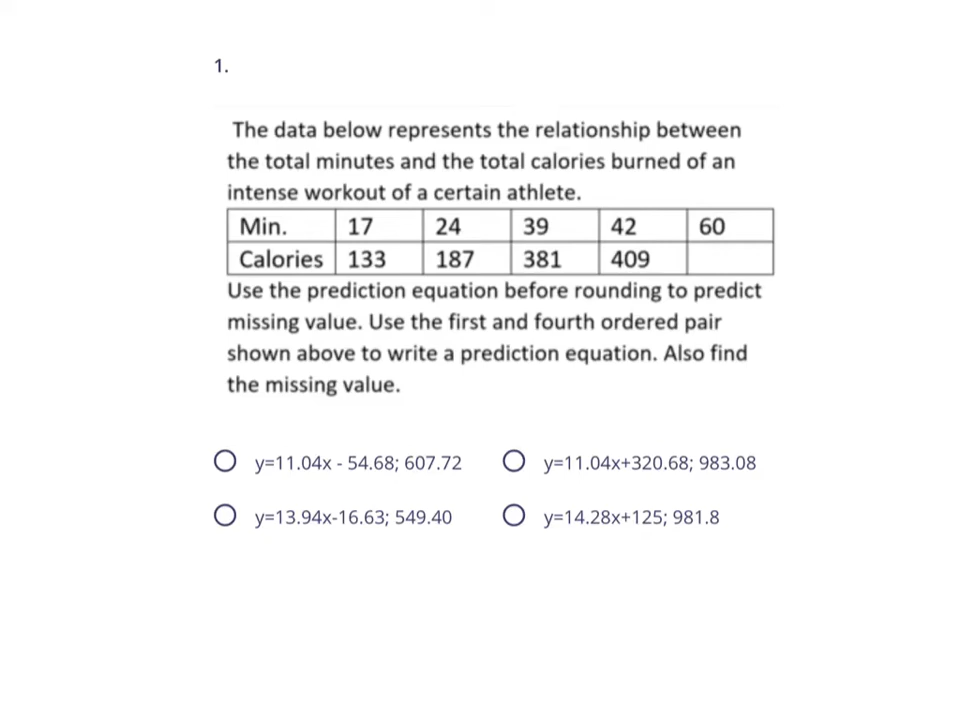 1.
The data below represents the relationship between
the total minutes and the total calories burned of an
intense workout of a certain athlete.
Min. 17 24 39 42 60
Calories 133 187 381 409
Use the prediction equation before rounding to predict
missing value. Use the first and fourth ordered pair
shown above to write a prediction equation. Also find
the missing value.
y=11.04x - 54.68; 607.72 y=11.04x+320.68; 983.08
y=13.94x-16.63; 549.40 y=14.28x+125; 981.8